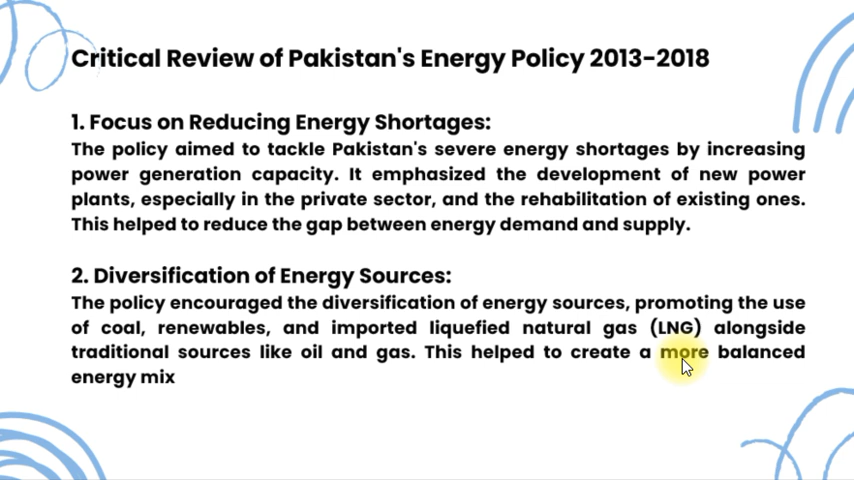 Critical Review of Pakistan's Energy Policy 2013-2018
1. Focus on Reducing Energy Shortages:
The policy aimed to tackle Pakistan's severe energy shortages by increasing
power generation capacity. It emphasized the development of new power
plants, especially in the private sector, and the rehabilitation of existing ones.
This helped to reduce the gap between energy demand and supply.
2. Diversification of Energy Sources:
The policy encouraged the diversification of energy sources, promoting the use
of coal, renewables, and imported liquefied natural gas (LNG) alongside
traditional sources like oil and gas. This helped to create a more balanced
energy mix